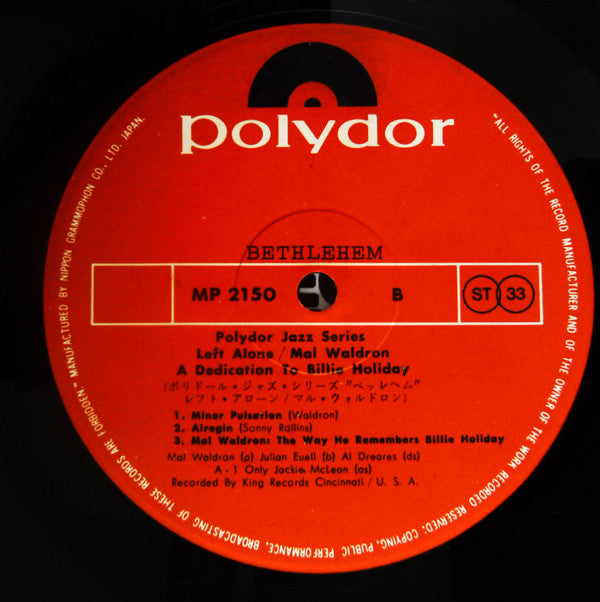 polydor
BETHLEHEM
MP 2150 B ST 33
Polydor Jazz Series
Left Alone / Mal Waldron
A Dedication To Billie Holiday
(ポリドール・ジャズ・シリーズ "ベツレヘム"
レフト・アローン / マル・ウォルドロン)
1. Minor Pulsation (Waldron)
2. Airegin (Sonny Rollins)
3. Mal Waldron: The Way He Remembers Billie Holiday
Mal Waldron (p) Julian Euell (b) Al Dreares (ds)
A - 1 Only Jackie McLean (as)
Recorded By King Records Cincinnati / U. S. A.
"ALL RIGHTS OF THE RECORD MANUFACTURER AND OF THE OWNER OF THE WORK RECORDED RESERVED; COPYING, PUBLIC PERFORMANCE, BROADCASTING OF THESE RECORDS ARE FORBIDDEN." MANUFACTURED BY NIPPON GRAMMOPHON CO., LTD. JAPAN.